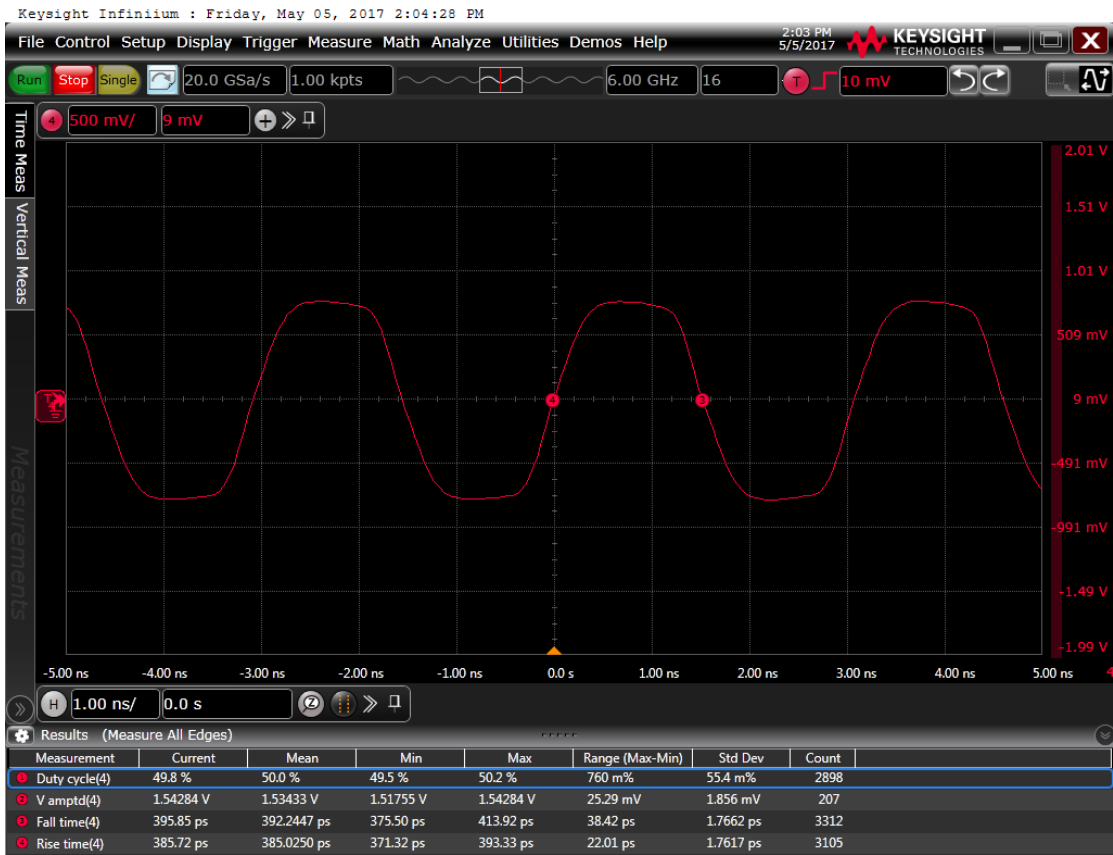 Keysight Infiniium : Friday, May 05, 2017 2:04:28 PM
File Control Setup Display Trigger Measure Math Analyze Utilities Demos Help 2:03 PM 5/5/2017 KEYSIGHT TECHNOLOGIES X
Run Stop Single 20.0 GSa/s 1.00 kpts 6.00 GHz 16 T 10 mV
4 500 mV/ 9 mV
Time Meas
Vertical Meas
Measurements
2.01 V
1.51 V
1.01 V
509 mV
T 4 3 9 mV
-491 mV
-991 mV
-1.49 V
-1.99 V
-5.00 ns -4.00 ns -3.00 ns -2.00 ns -1.00 ns 0.0 s 1.00 ns 2.00 ns 3.00 ns 4.00 ns 5.00 ns 4
H 1.00 ns/ 0.0 s
Results (Measure All Edges)
Measurement Current Mean Min Max Range (Max-Min) Std Dev Count
1 Duty cycle(4) 49.8 % 50.0 % 49.5 % 50.2 % 760 m% 55.4 m% 2898
2 V amptd(4) 1.54284 V 1.53433 V 1.51755 V 1.54284 V 25.29 mV 1.856 mV 207
3 Fall time(4) 395.85 ps 392.2447 ps 375.50 ps 413.92 ps 38.42 ps 1.7662 ps 3312
4 Rise time(4) 385.72 ps 385.0250 ps 371.32 ps 393.33 ps 22.01 ps 1.7617 ps 3105